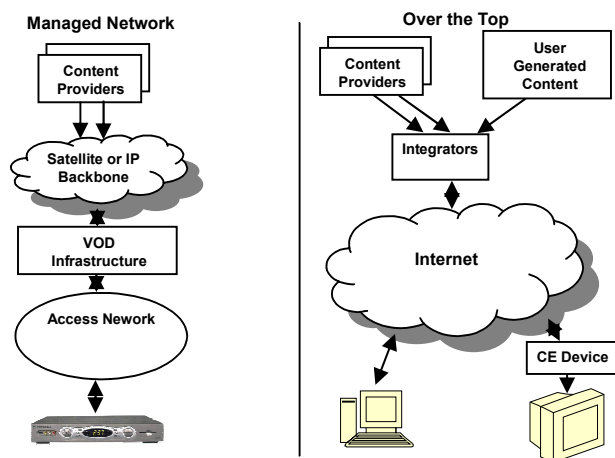 Managed Network
Content
Providers
Satellite or IP
Backbone
VOD
Infrastructure
Access Nework
Over the Top
Content
Providers
User
Generated
Content
Integrators
Internet
CE Device